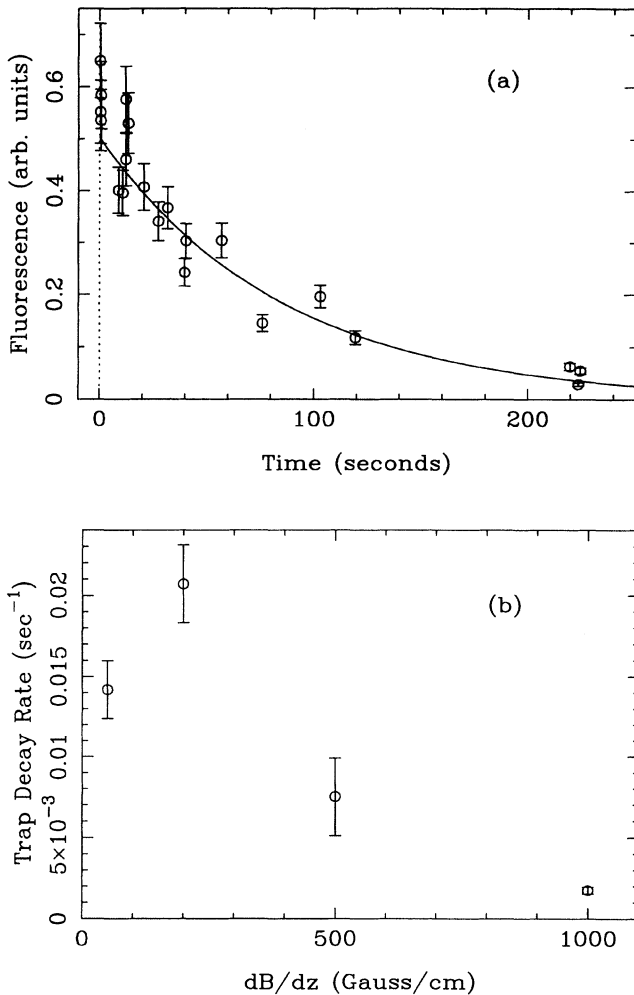 (a)
0.6
0.4
0.2
0
Fluorescence (arb. units)
0 100 200
Time (seconds)
(b)
0.02
0.015
0.01
5×10⁻³
0
Trap Decay Rate (sec⁻¹)
0 500 1000
dB/dz (Gauss/cm)